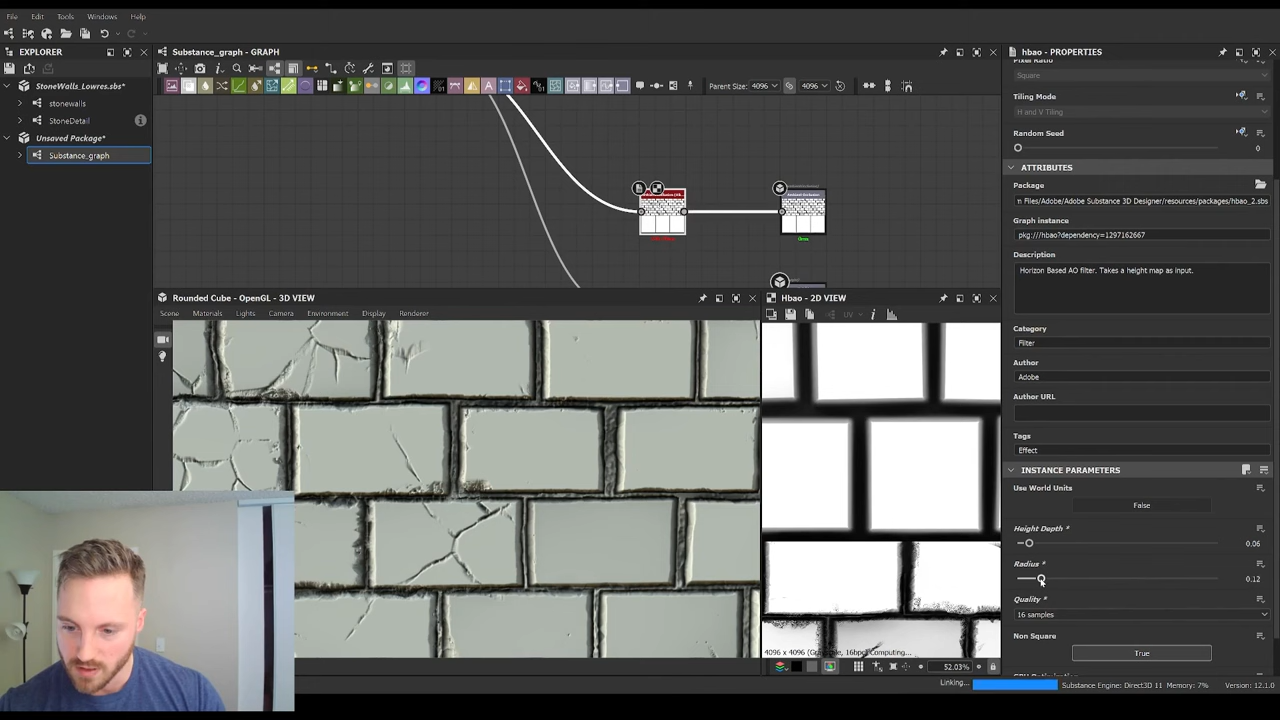 File Edit Tools Windows Help
EXPLORER
StoneWalls_Lowres.sbs*
stonewalls
StoneDetail
Unsaved Package*
Substance_graph
Substance_graph - GRAPH
Parent Size: 4096 4096
0ms
Rounded Cube - OpenGL - 3D VIEW
Scene Materials Lights Camera Environment Display Renderer
Hbao - 2D VIEW
UV
4096 x 4096 (Grayscale, 16bpc) Computing...
52.03%
hbao - PROPERTIES
Pixel Ratio
Square
Tiling Mode
H and V Tiling
Random Seed
0
ATTRIBUTES
Package
n Files/Adobe/Adobe Substance 3D Designer/resources/packages/hbao_2.sbs
Graph instance
pkg:///hbao?dependency=1297162667
Description
Horizon Based AO filter. Takes a height map as input.
Category
Filter
Author
Adobe
Author URL
Tags
Effect
INSTANCE PARAMETERS
Use World Units
False
Height Depth *
0.06
Radius *
0.12
Quality *
16 samples
Non Square
True
Linking...
Substance Engine: Direct3D 11 Memory: 7%
Version: 12.1.0